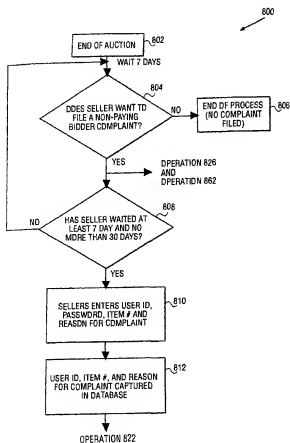 800
END OF AUCTION
802
WAIT 7 DAYS
804
DOES SELLER WANT TO
FILE A NON-PAYING
BIDDER COMPLAINT?
NO
END OF PROCESS
(NO COMPLAINT
FILED)
806
YES
OPERATION 826
AND
OPERATION 862
808
NO
HAS SELLER WAITED AT
LEAST 7 DAY AND NO
MORE THAN 30 DAYS?
YES
810
SELLERS ENTERS USER ID,
PASSWORD, ITEM # AND
REASON FOR COMPLAINT
812
USER ID, ITEM #, AND REASON
FOR COMPLAINT CAPTURED
IN DATABASE
OPERATION 822